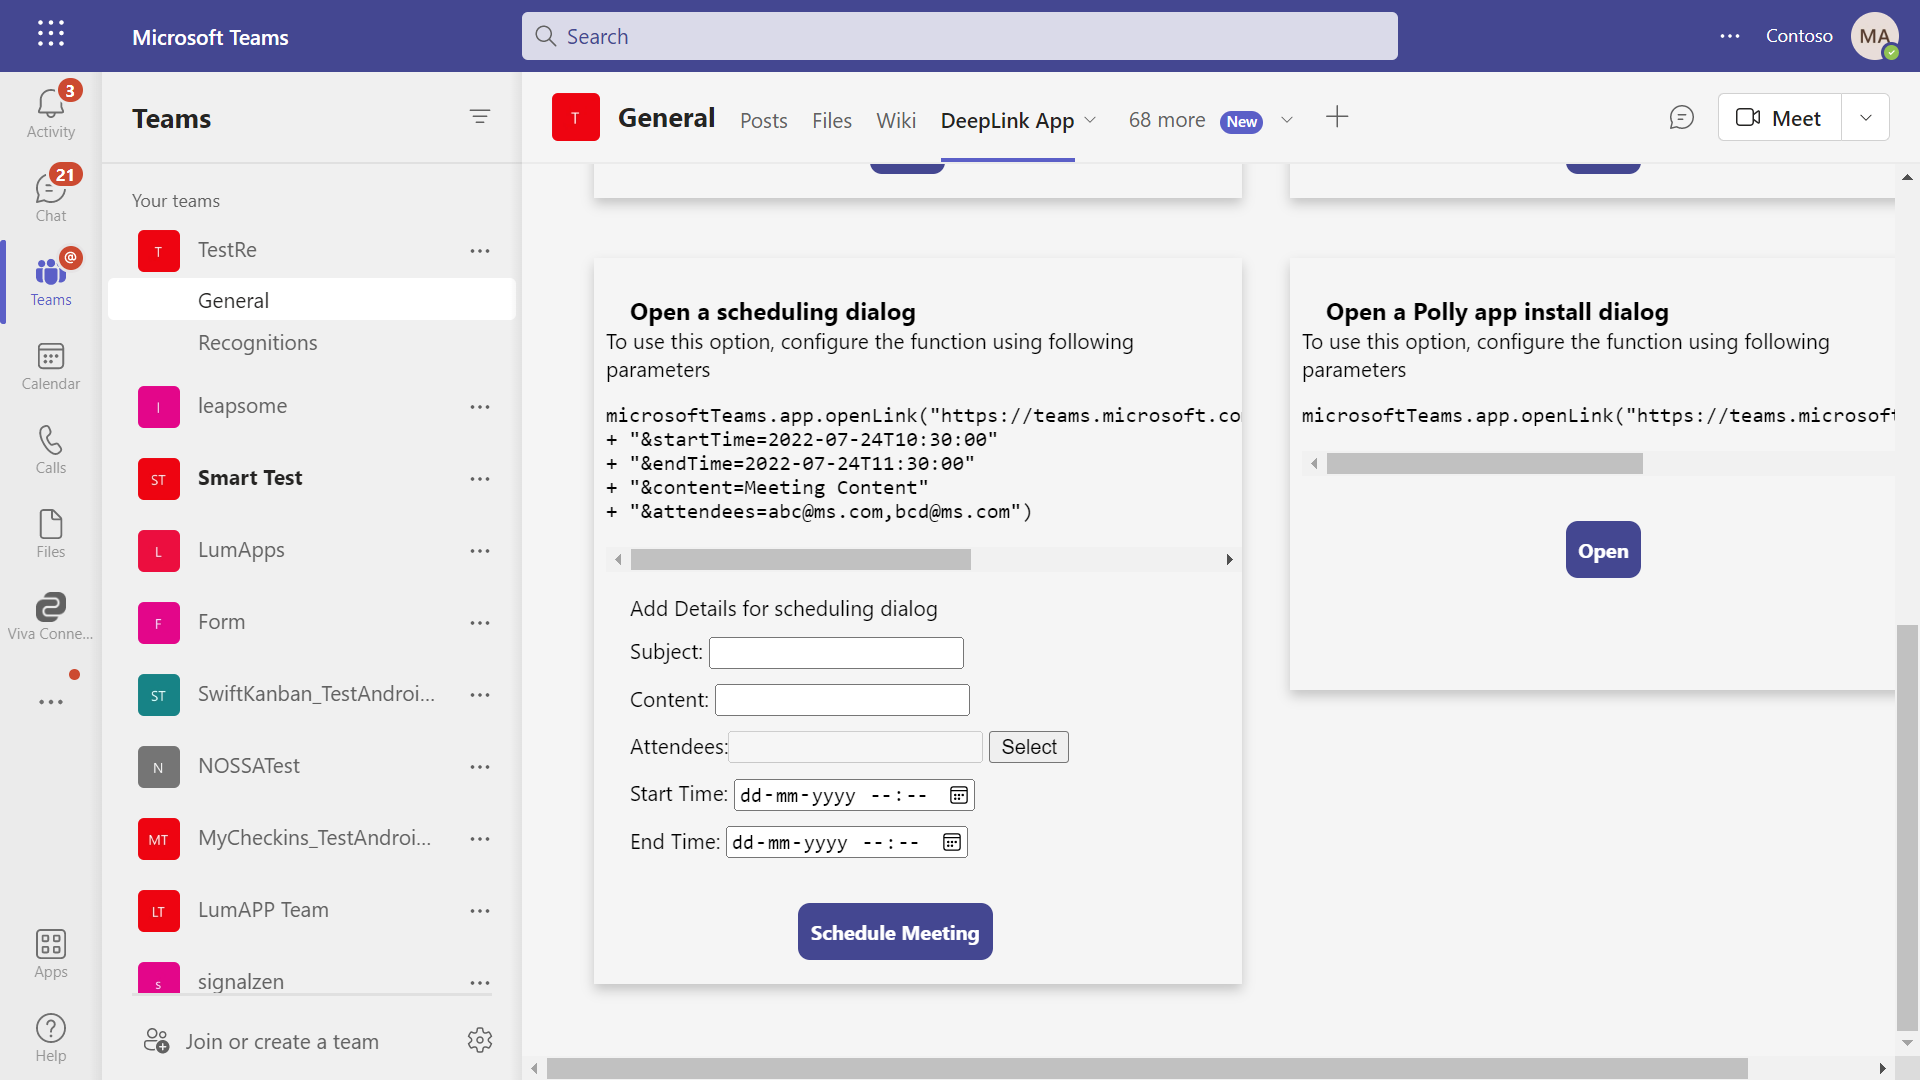 Microsoft Teams
Search
Contoso
MA
3
Activity
21
Chat
@
Teams
Calendar
Calls
Files
Viva Conne...
Apps
Help
Teams
Your teams
T
TestRe
General
Recognitions
I
leapsome
ST
Smart Test
L
LumApps
F
Form
ST
SwiftKanban_TestAndroi...
N
NOSSATest
MT
MyCheckins_TestAndroi...
LT
LumAPP Team
s
signalzen
Join or create a team
T
General
Posts
Files
Wiki
DeepLink App
68 more
New
Meet
Open a scheduling dialog
To use this option, configure the function using following
parameters
microsoftTeams.app.openLink("https://teams.microsoft.co
+ "&startTime=2022-07-24T10:30:00"
+ "&endTime=2022-07-24T11:30:00"
+ "&content=Meeting Content"
+ "&attendees=abc@ms.com,bcd@ms.com")
Add Details for scheduling dialog
Subject:
Content:
Attendees:
Select
Start Time: dd-mm-yyyy --:--
End Time: dd-mm-yyyy --:--
Schedule Meeting
Open a Polly app install dialog
To use this option, configure the function using following
parameters
microsoftTeams.app.openLink("https://teams.microsoft
Open